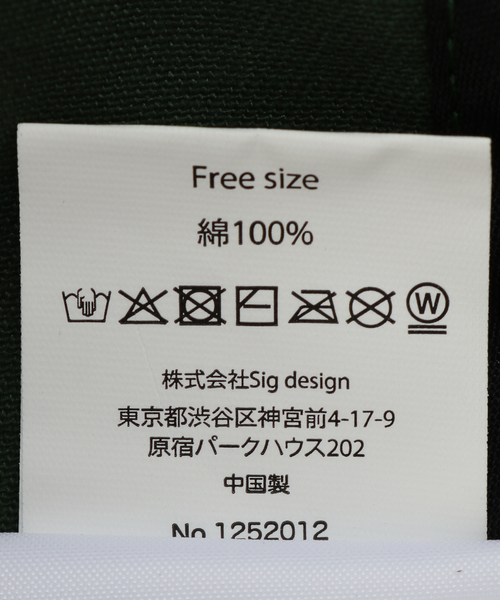 Free size
綿100%
W
株式会社Sig design
東京都渋谷区神宮前4-17-9
原宿パークハウス202
中国製
No.1252012